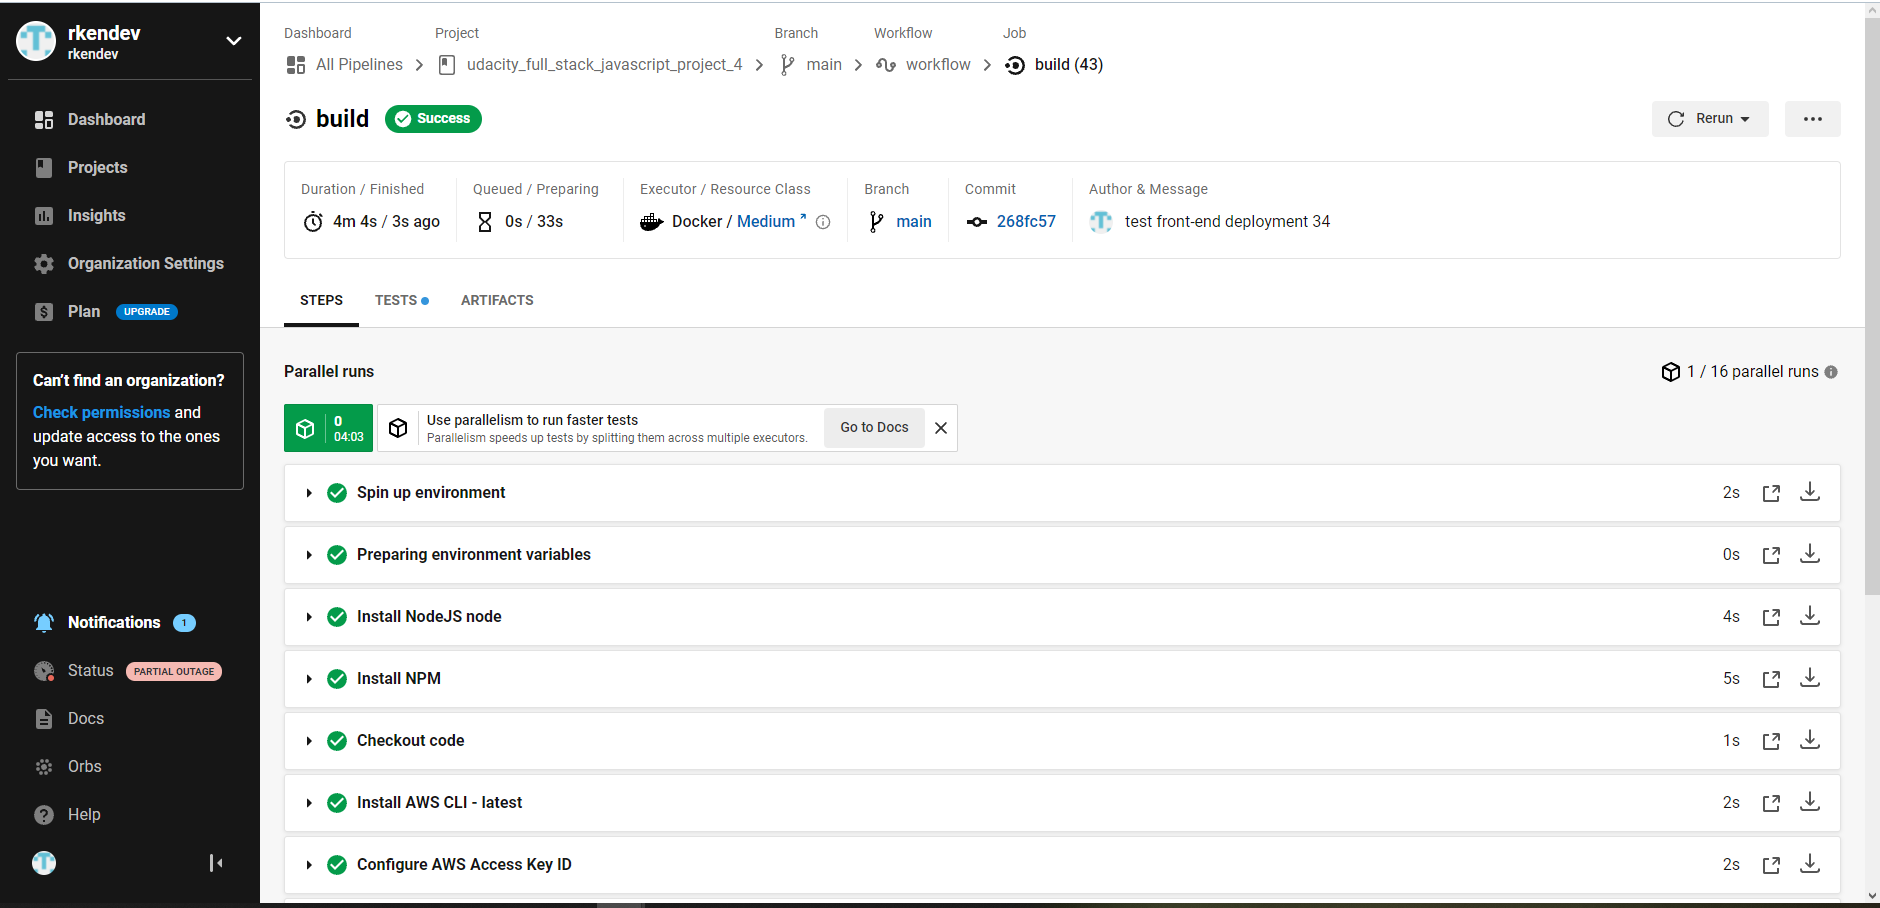 rkendev
rkendev
Dashboard
Projects
Insights
Organization Settings
Plan UPGRADE
Can't find an organization?
Check permissions and
update access to the ones
you want.
Notifications 1
Status PARTIAL OUTAGE
Docs
Orbs
Help
Dashboard Project Branch Workflow Job
All Pipelines udacity_full_stack_javascript_project_4 main workflow build (43)
build Success
Rerun
Duration / Finished Queued / Preparing Executor / Resource Class Branch Commit Author & Message
4m 4s / 3s ago 0s / 33s Docker / Medium main 268fc57 test front-end deployment 34
STEPS TESTS ARTIFACTS
Parallel runs 1 / 16 parallel runs
0
04:03
Use parallelism to run faster tests
Parallelism speeds up tests by splitting them across multiple executors.
Go to Docs
Spin up environment 2s
Preparing environment variables 0s
Install NodeJS node 4s
Install NPM 5s
Checkout code 1s
Install AWS CLI - latest 2s
Configure AWS Access Key ID 2s